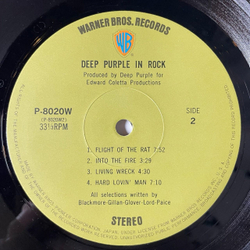 WARNER BROS. RECORDS
WB
DEEP PURPLE IN ROCK
Produced by Deep Purple for
Edward Coletta Productions
P-8020W
(P-8020W2)
33⅓RPM
SIDE
2
1. FLIGHT OF THE RAT 7:52
2. INTO THE FIRE 3:29
3. LIVING WRECK 4:30
4. HARD LOVIN' MAN 7:10
All selections written by
Blackmore-Gillan-Glover-Lord-Paice
STEREO